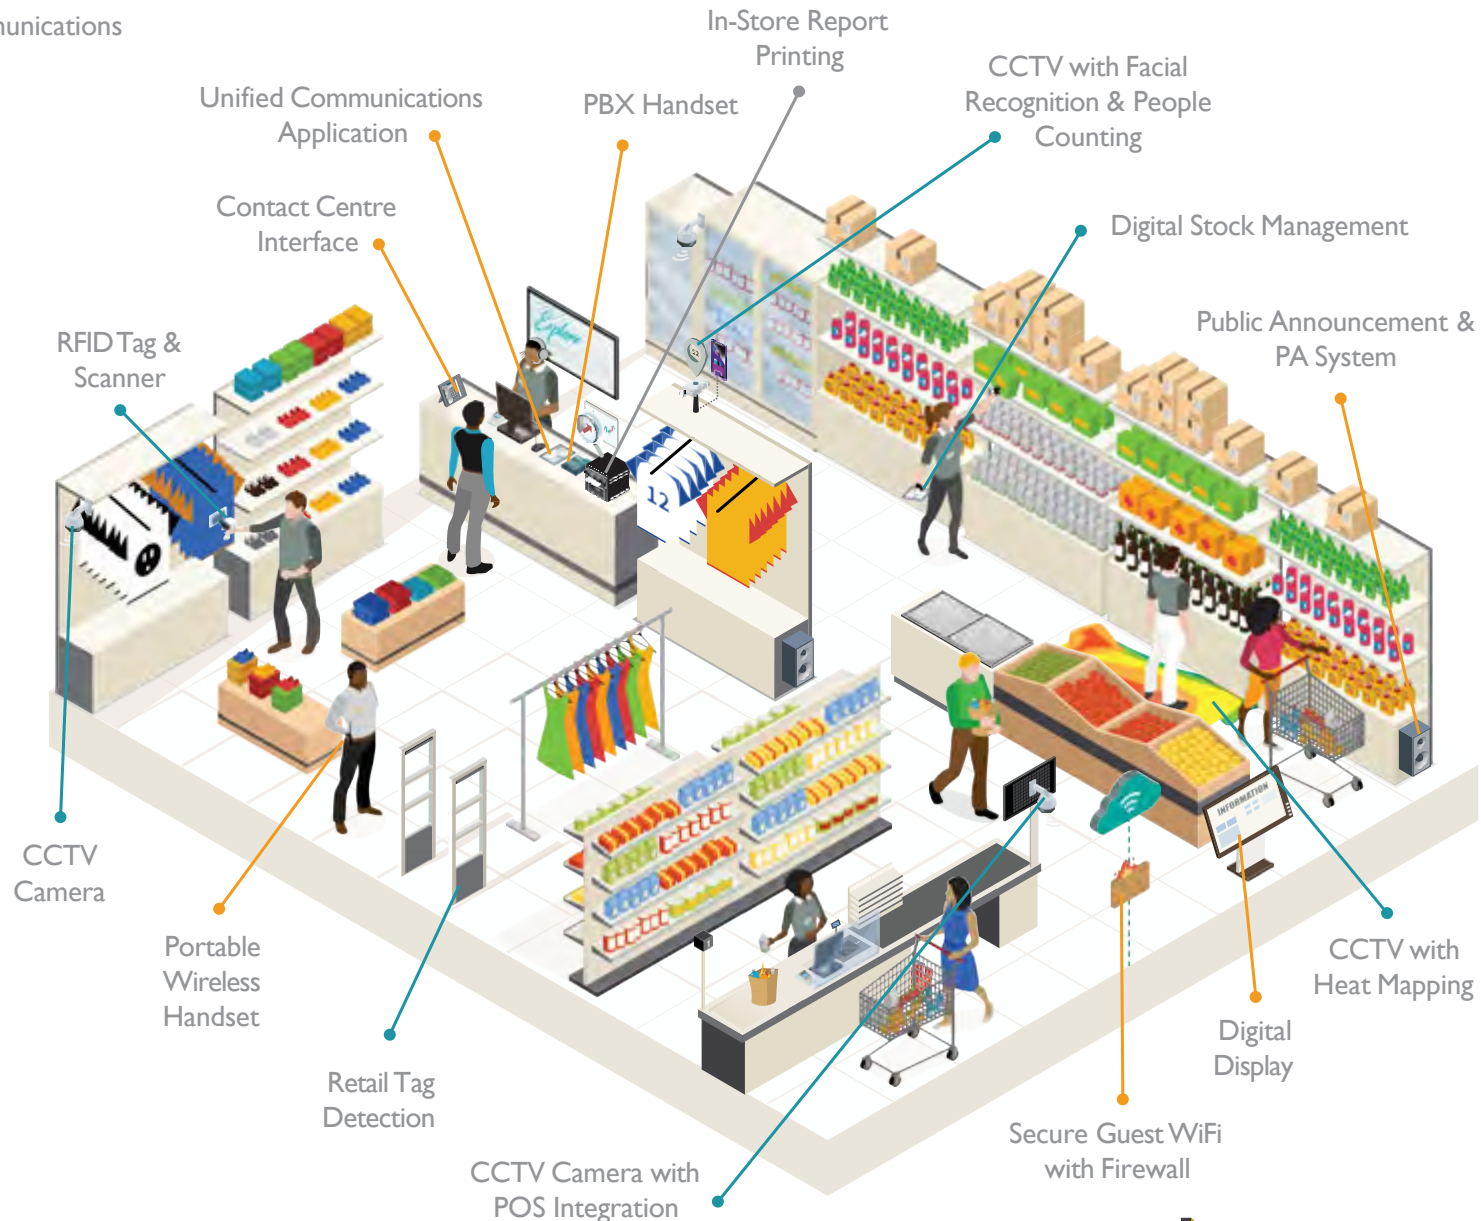 munications
In-Store Report
Printing
CCTV with Facial
Recognition & People
Counting
Unified Communications
Application
PBX Handset
Contact Centre
Interface
Digital Stock Management
RFID Tag &
Scanner
Public Announcement &
PA System
Explore
12
12
INFORMATION
CCTV
Camera
Portable
Wireless
Handset
Retail Tag
Detection
CCTV Camera with
POS Integration
Secure Guest WiFi
with Firewall
Digital
Display
CCTV with
Heat Mapping